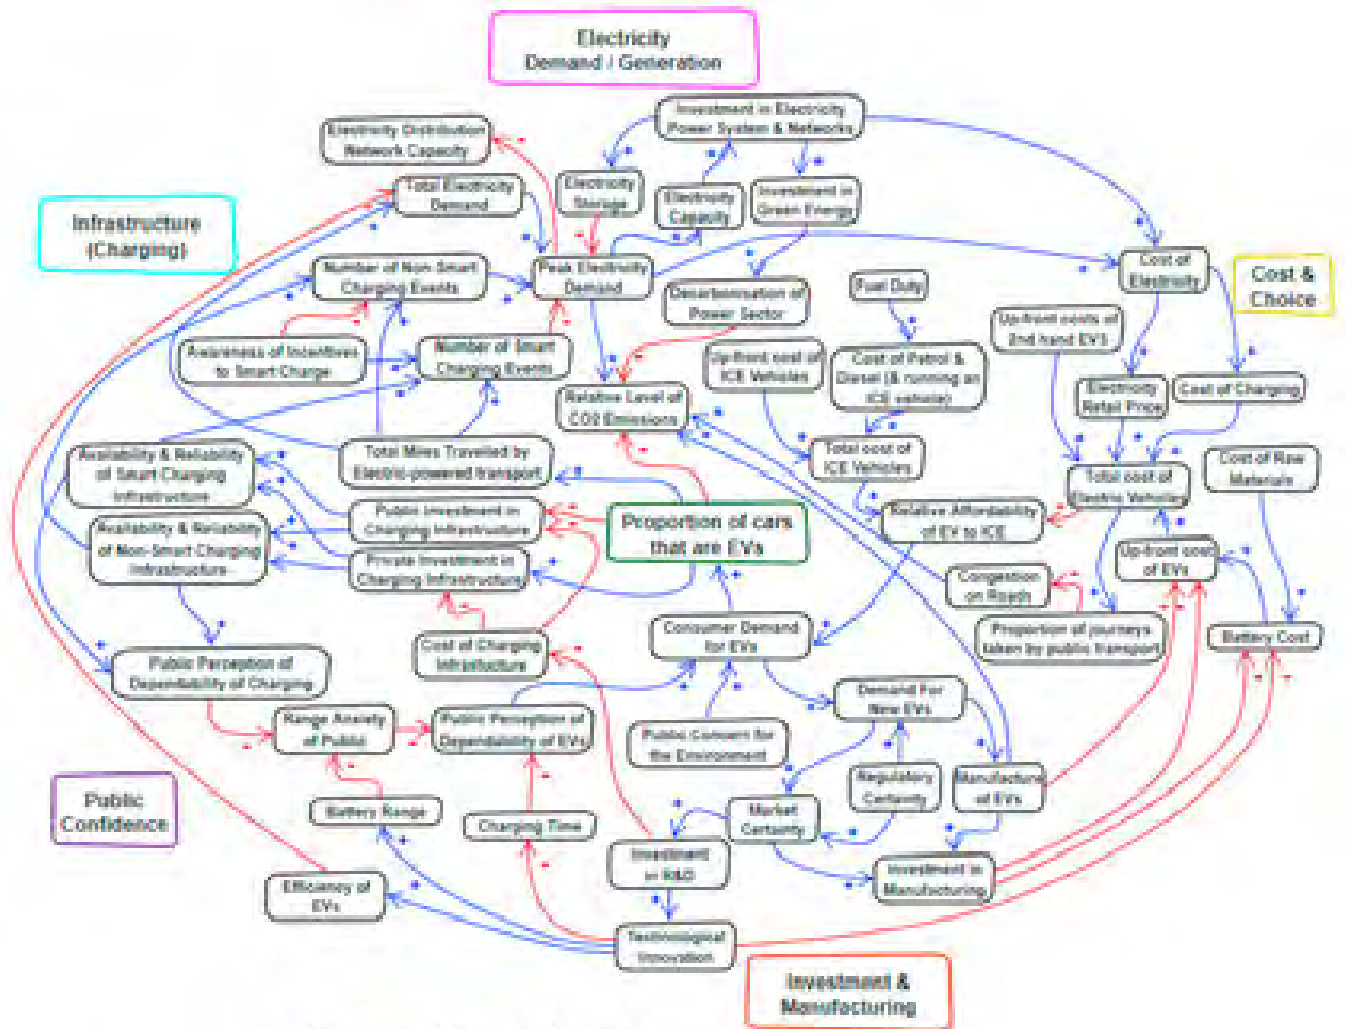 Electricity
Demand / Generation
Investment in Electricity
Power System & Networks
Electricity Distribution
Network Capacity
Total Electricity
Demand
Electricity
Storage
Electricity
Capacity
Investment in
Green Energy
Infrastructure
(Charging)
Number of Non-Smart
Charging Events
Peak Electricity
Demand
Cost of
Electricity
Cost &
Choice
Decarbonisation of
Power Sector
Fuel Duty
Up-front costs of
2nd hand EVS
Awareness of Incentives
to Smart Charge
Number of Smart
Charging Events
Up-front cost of
ICE Vehicles
Cost of Petrol &
Diesel (& running an
ICE vehicle)
Relative Level of
CO2 Emissions
Electricity
Retail Price
Cost of Charging
Availability & Reliability
of Smart Charging
Infrastructure
Total Miles Travelled by
Electric-powered transport
Total cost of
ICE Vehicles
Total cost of
Electric Vehicles
Cost of Raw
Materials
Public Investment in
Charging Infrastructure
Proportion of cars
that are EVs
Relative Affordability
of EV to ICE
Availability & Reliability
of Non-Smart Charging
Infrastructure
Private Investment in
Charging Infrastructure
Up-front cost
of EVs
Congestion
on Roads
Cost of Charging
Infrastucture
Consumer Demand
for EVs
Proportion of journeys
taken by public transport
Battery Cost
Public Perception of
Dependability of Charging
Demand For
New EVs
Range Anxiety
of Public
Public Perception of
Dependability of EVs
Public Concern for
the Environment
Regulatory
Certainty
Manufacture
of EVs
Public
Confidence
Battery Range
Charging Time
Market
Certainty
Investment
in R&D
Investment in
Manufacturing
Efficiency of
EVs
Technological
Innovation
Investment &
Manufacturing